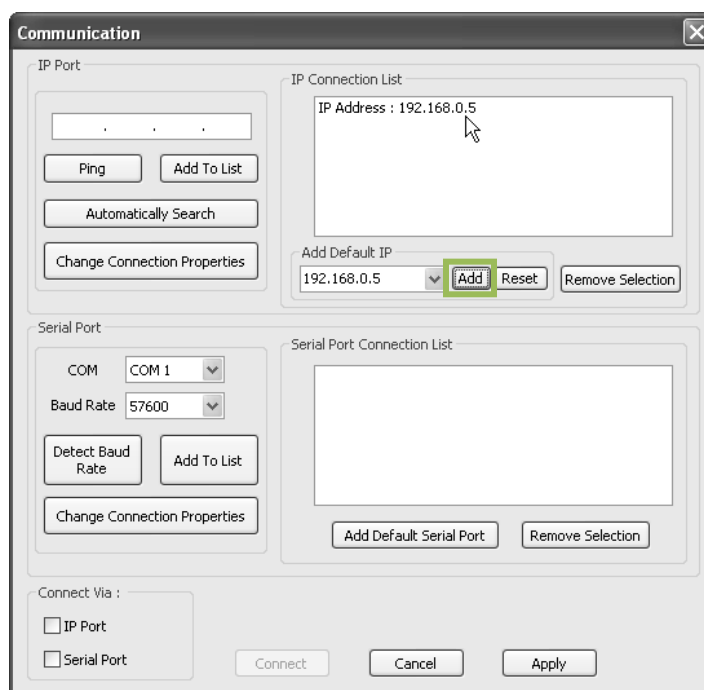 Communication
IP Port
. . .
Ping
Add To List
Automatically Search
Change Connection Properties
IP Connection List
IP Address : 192.168.0.5
Add Default IP
192.168.0.5
Add
Reset
Remove Selection
Serial Port
COM
COM 1
Baud Rate
57600
Detect Baud
Rate
Add To List
Change Connection Properties
Serial Port Connection List
Add Default Serial Port
Remove Selection
Connect Via :
IP Port
Serial Port
Connect
Cancel
Apply